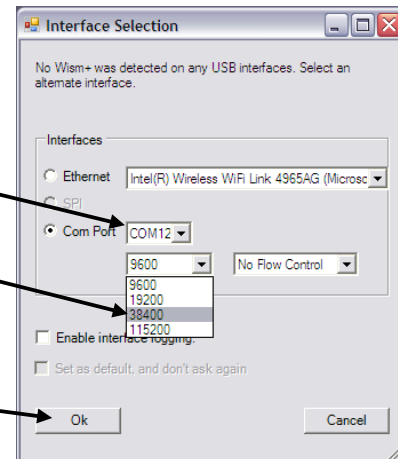 Interface Selection
No Wism+ was detected on any USB interfaces. Select an
alternate interface.
Interfaces
Ethernet Intel(R) Wireless WiFi Link 4965AG (Microsc
SPI
Com Port COM12
9600 No Flow Control
9600
19200
38400
115200
Enable interface logging.
Set as default, and don't ask again
Ok Cancel